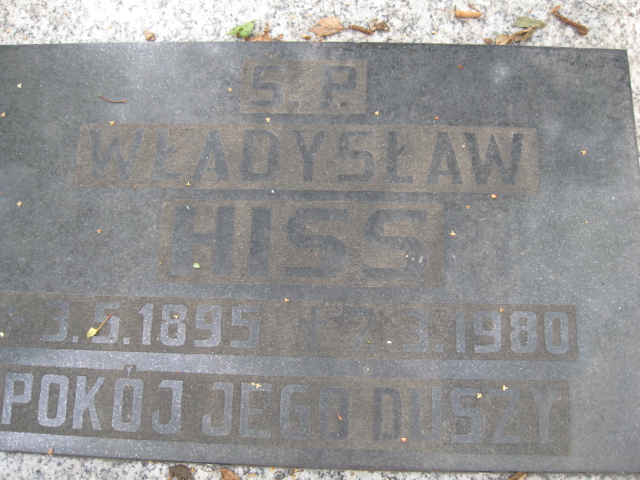 Ś. P.
WŁADYSŁAW
HISS
3.5.1895 † 3.1980
POKÓJ JEGO DUSZY